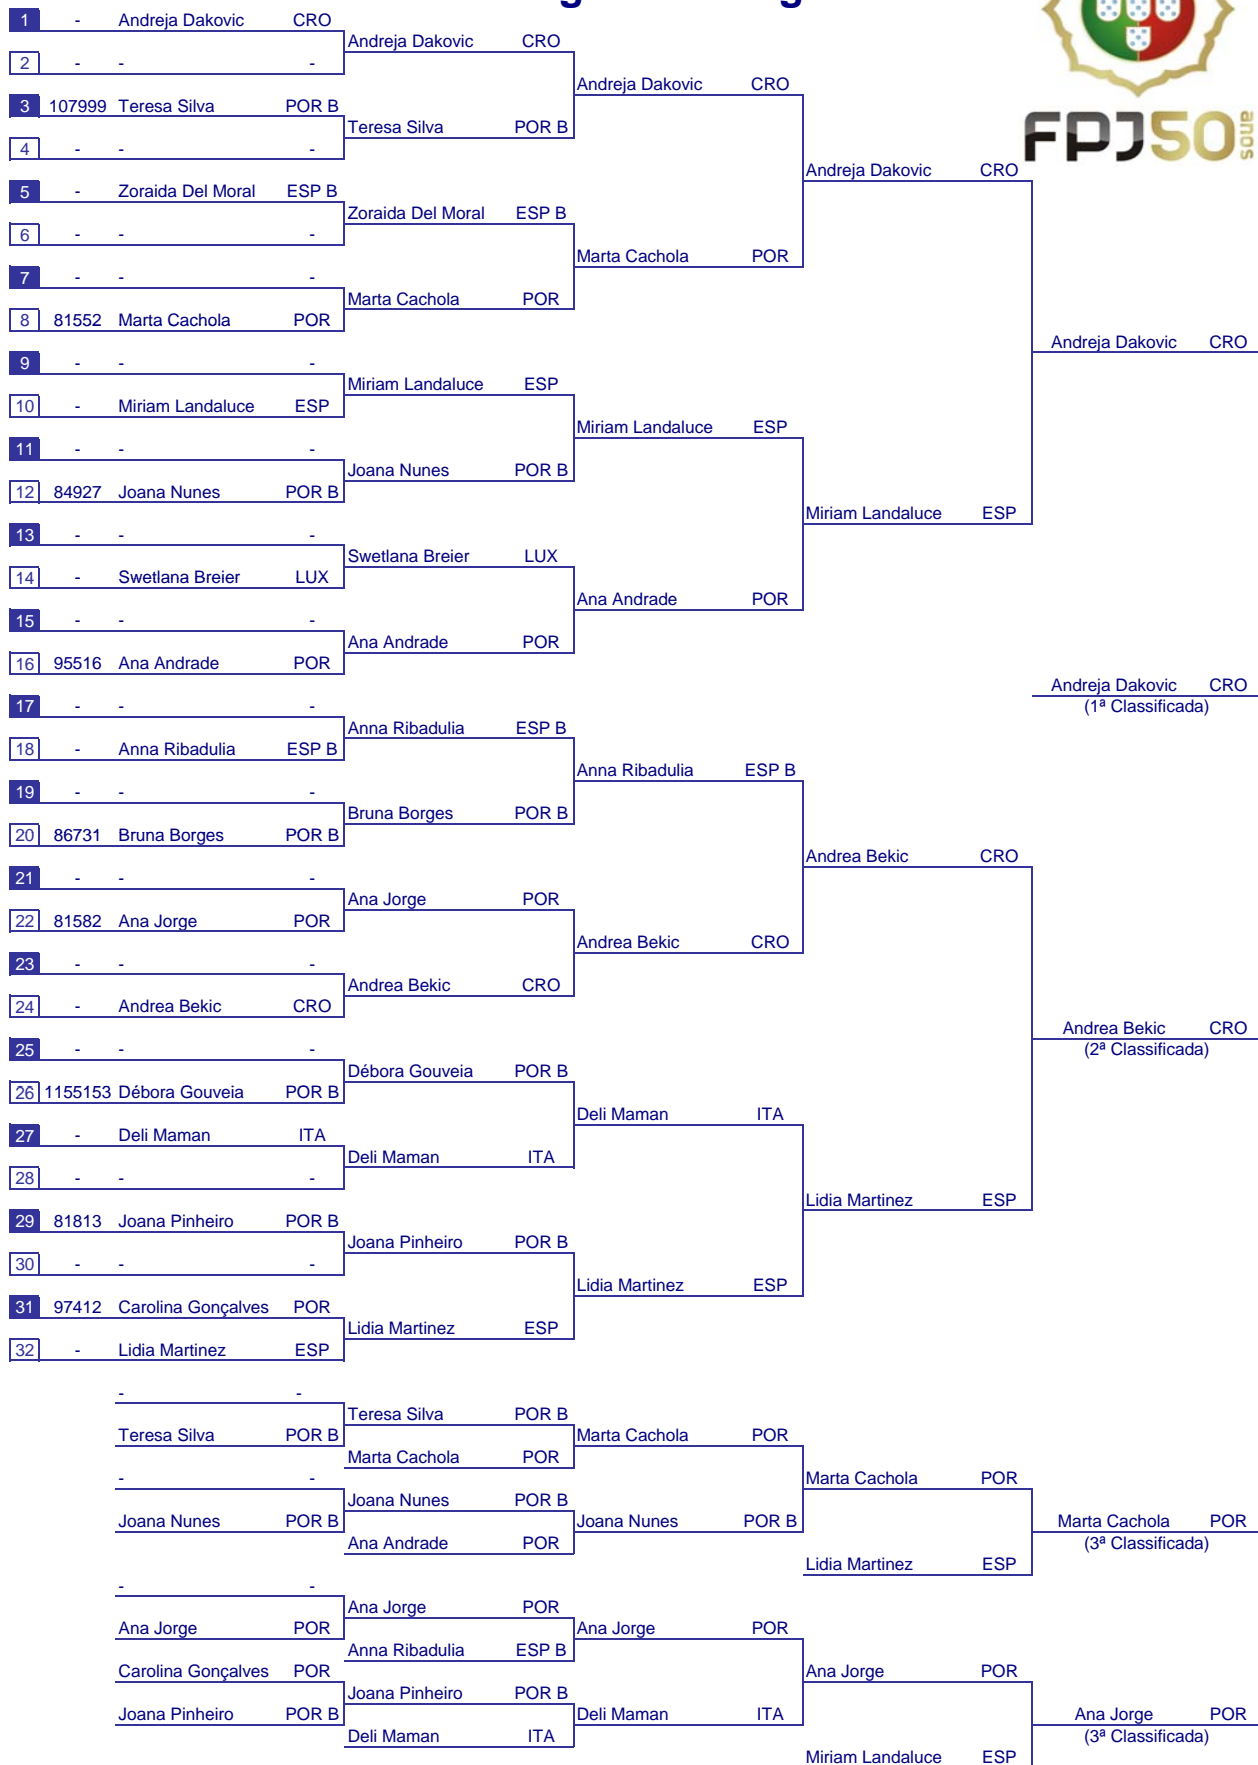 1 - Andreja Dakovic CRO
Andreja Dakovic CRO
2 - - -
Andreja Dakovic CRO
3 107999 Teresa Silva POR B
Teresa Silva POR B
4 - - -
FPJ50 anos
Andreja Dakovic CRO
5 - Zoraida Del Moral ESP B
Zoraida Del Moral ESP B
6 - - -
Marta Cachola POR
7 - - -
Marta Cachola POR
8 81552 Marta Cachola POR
Andreja Dakovic CRO
9 - - -
Miriam Landaluce ESP
10 - Miriam Landaluce ESP
Miriam Landaluce ESP
11 - - -
Joana Nunes POR B
12 84927 Joana Nunes POR B
Miriam Landaluce ESP
13 - - -
Swetlana Breier LUX
14 - Swetlana Breier LUX
Ana Andrade POR
15 - - -
Ana Andrade POR
16 95516 Ana Andrade POR
Andreja Dakovic CRO
17 - - -
(1ª Classificada)
Anna Ribadulia ESP B
18 - Anna Ribadulia ESP B
Anna Ribadulia ESP B
19 - - -
Bruna Borges POR B
20 86731 Bruna Borges POR B
Andrea Bekic CRO
21 - - -
Ana Jorge POR
22 81582 Ana Jorge POR
Andrea Bekic CRO
23 - - -
Andrea Bekic CRO
24 - Andrea Bekic CRO
Andrea Bekic CRO
25 - - -
(2ª Classificada)
Débora Gouveia POR B
26 1155153 Débora Gouveia POR B
Deli Maman ITA
27 - Deli Maman ITA
Deli Maman ITA
28 - - -
Lidia Martinez ESP
29 81813 Joana Pinheiro POR B
Joana Pinheiro POR B
30 - - -
Lidia Martinez ESP
31 97412 Carolina Gonçalves POR
Lidia Martinez ESP
32 - Lidia Martinez ESP
- -
Teresa Silva POR B
Teresa Silva POR B
Marta Cachola POR
Marta Cachola POR
- -
Marta Cachola POR
Joana Nunes POR B
Joana Nunes POR B
Joana Nunes POR B
Marta Cachola POR
Ana Andrade POR
(3ª Classificada)
Lidia Martinez ESP
- -
Ana Jorge POR
Ana Jorge POR
Ana Jorge POR
Anna Ribadulia ESP B
Carolina Gonçalves POR
Ana Jorge POR
Joana Pinheiro POR B
Joana Pinheiro POR B
Deli Maman ITA
Ana Jorge POR
Deli Maman ITA
(3ª Classificada)
Miriam Landaluce ESP